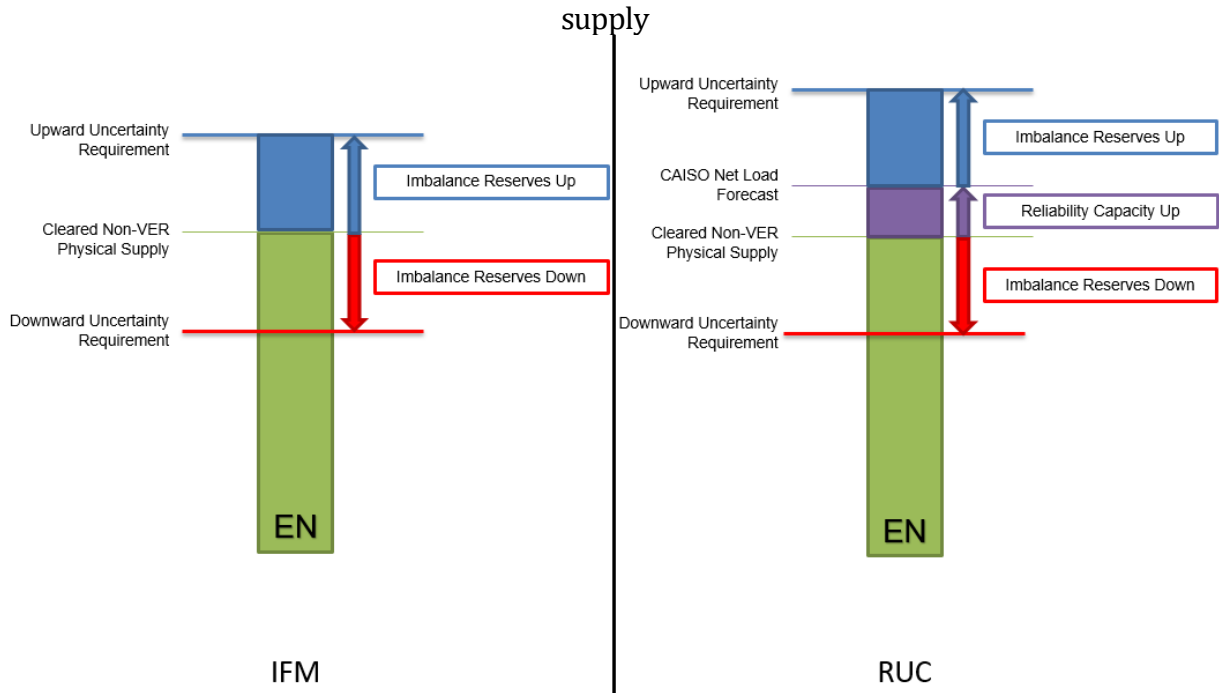 supply
Upward Uncertainty
Requirement
Imbalance Reserves Up
Cleared Non-VER
Physical Supply
Imbalance Reserves Down
Downward Uncertainty
Requirement
EN
IFM
Upward Uncertainty
Requirement
Imbalance Reserves Up
CAISO Net Load
Forecast
Reliability Capacity Up
Cleared Non-VER
Physical Supply
Imbalance Reserves Down
Downward Uncertainty
Requirement
EN
RUC